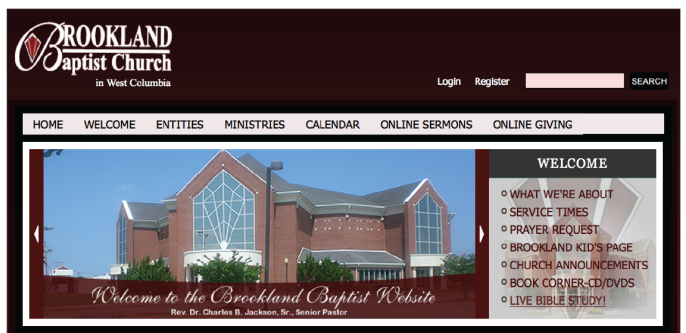 BROOKLAND
Baptist Church
in West Columbia
Login Register SEARCH
HOME WELCOME ENTITIES MINISTRIES CALENDAR ONLINE SERMONS ONLINE GIVING
WELCOME
WHAT WE'RE ABOUT
SERVICE TIMES
PRAYER REQUEST
BROOKLAND KID'S PAGE
CHURCH ANNOUNCEMENTS
BOOK CORNER-CD/DVDS
LIVE BIBLE STUDY!
Welcome to the Brookland Baptist Website
Rev. Dr. Charles B. Jackson, Sr., Senior Pastor